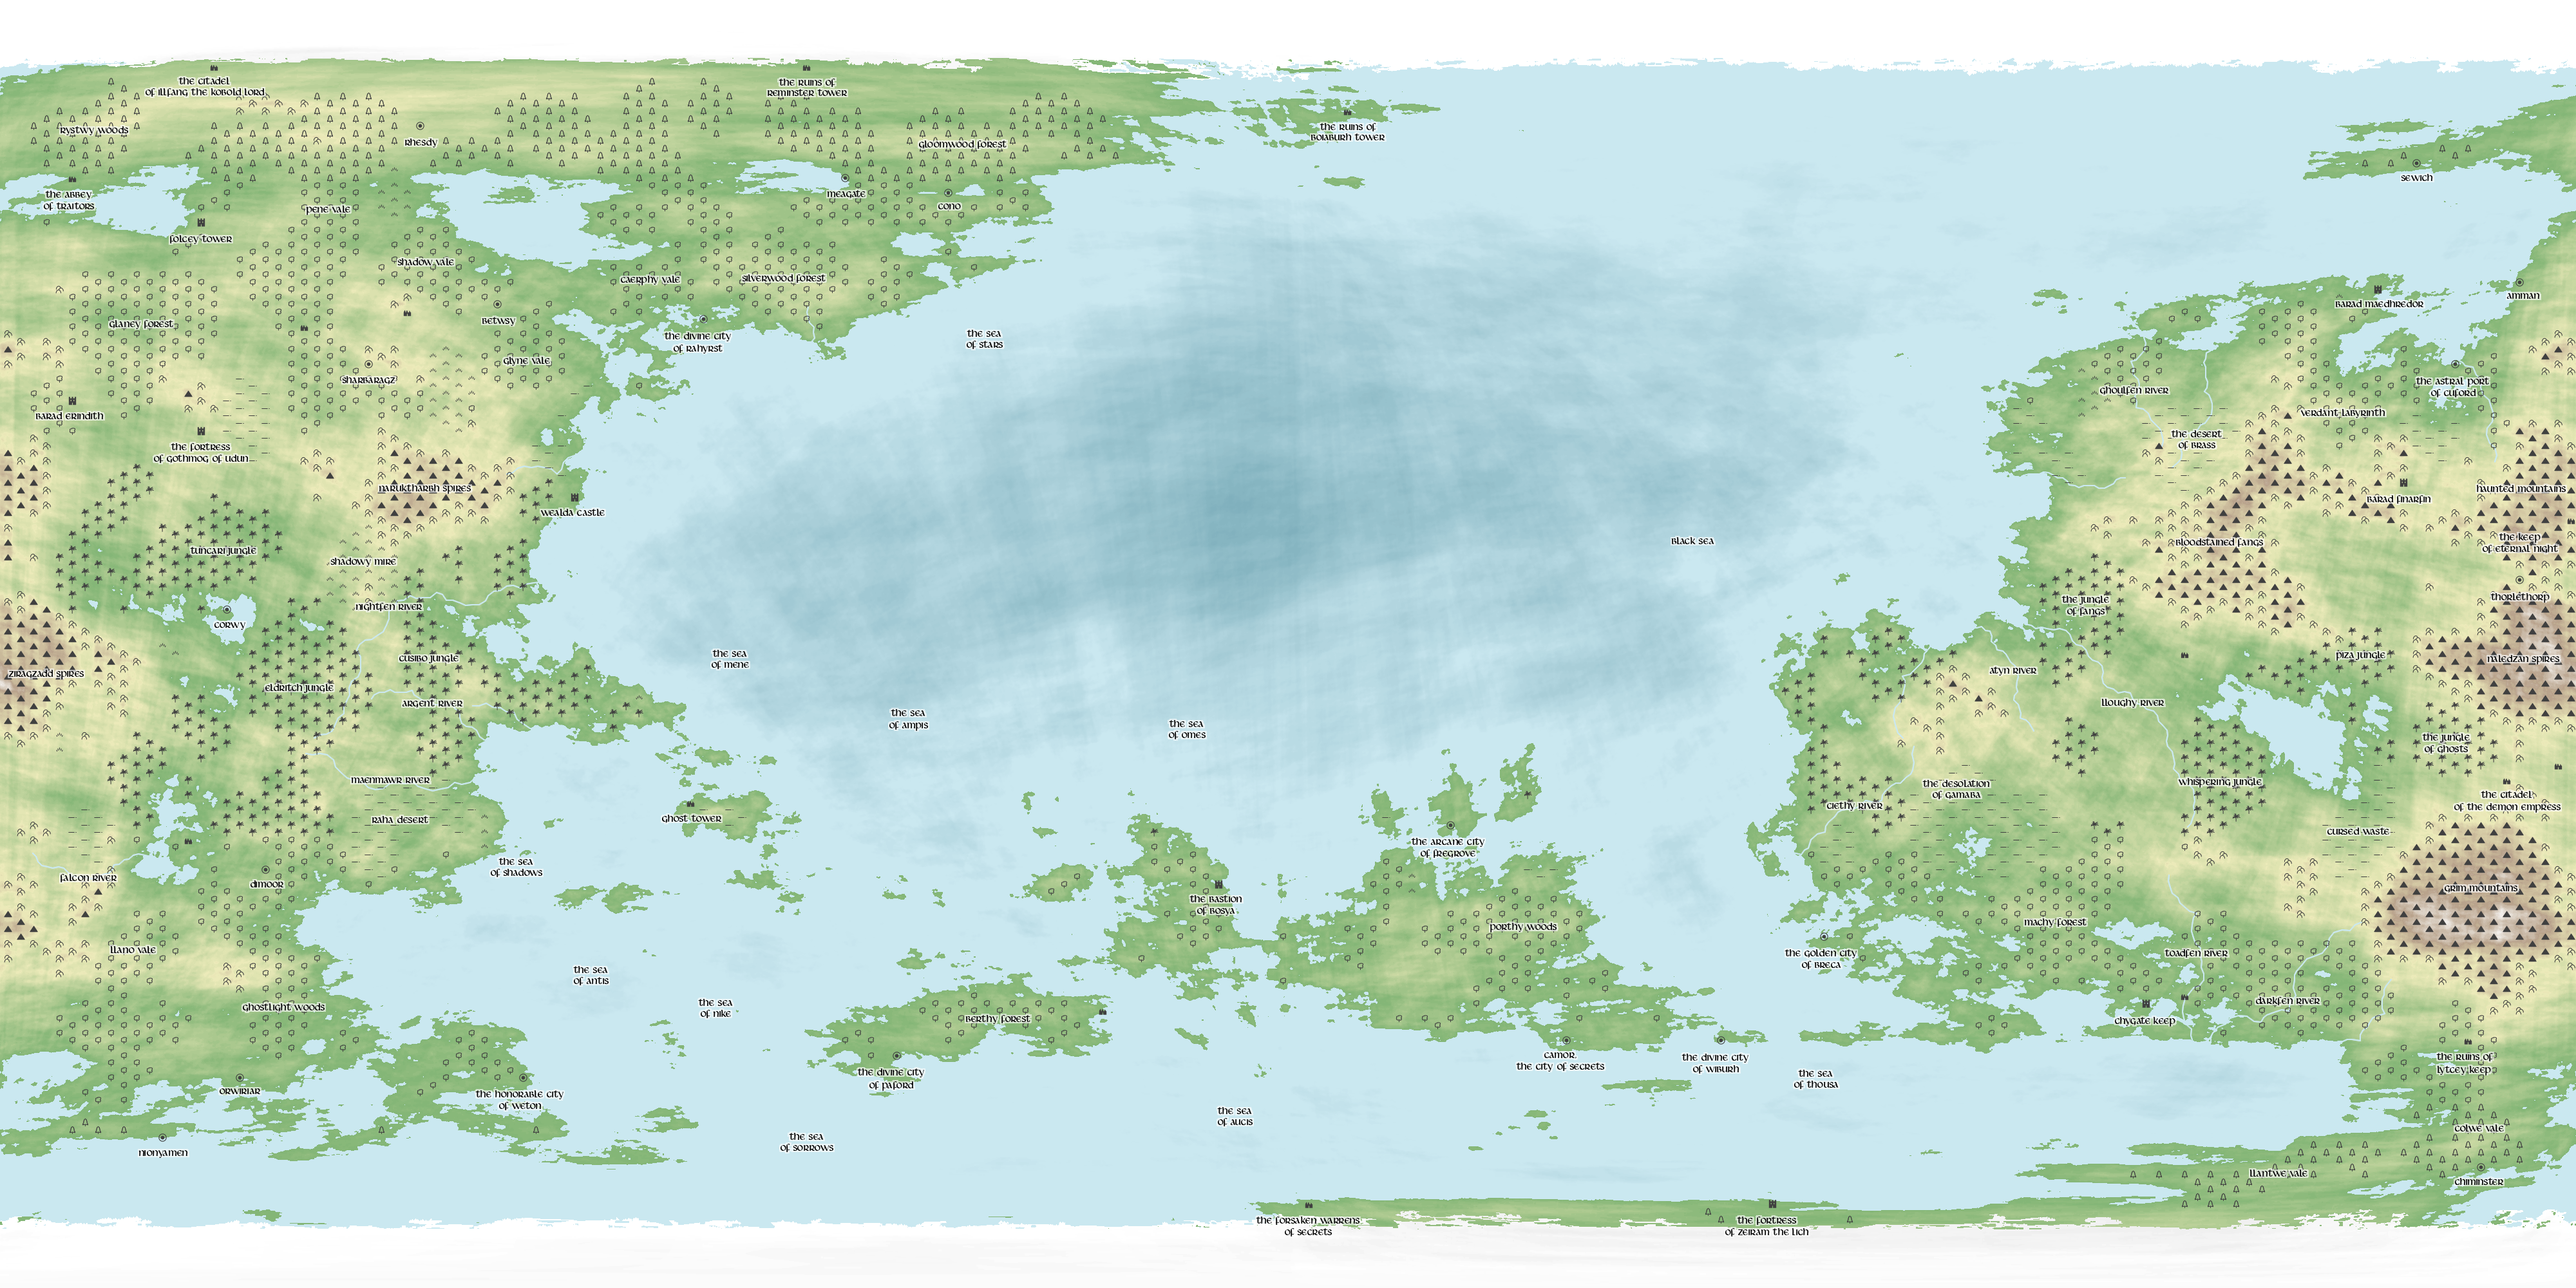 the citadel
of illfang the kobold lord
the ruins of
reminster tower
rystwy woods
rhesdy
gloomwood forest
the ruins of
boiaburh tower
sewich
the abbey
of traitors
pene vale
meagate
cono
folcey tower
shadow vale
caerphy vale
silverwood forest
amman
barad maedhredor
glaney forest
betwsy
the divine city
of rahyrst
the sea
of stars
glyne vale
sharbaragz
ghoulfen river
the astral port
of cuford
barad erindith
verdant labyrinth
the fortress
of gothmog of udun
the desert
of brass
narukthârbh spires
haunted mountains
barad finarfin
wealda castle
tuncari jungle
shadowy mire
black sea
bloodstained fangs
the keep
of eternal night
nightfen river
corwy
the jungle
of fangs
thorlethorp
cusibo jungle
the sea
of mene
piza jungle
naledzan spires
ziragzadd spires
eldritch jungle
atyn river
argent river
lloughy river
the sea
of ampis
the sea
of omes
the jungle
of ghosts
maenmawr river
whispering jungle
the desolation
of gamaba
the citadel
of the demon empress
ciethy river
raha desert
ghost tower
cursed waste
the arcane city
of fregrove
the sea
of shadows
falcon river
dimoor
grim mountains
the bastion
of bosya
porthy woods
machy forest
llano vale
the golden city
of breca
toadfen river
the sea
of antis
ghostlight woods
the sea
of nike
berthy forest
darkfen river
chygate keep
camor,
the city of secrets
the divine city
of wiburh
the ruins of
lytcey keep
the divine city
of paford
the sea
of thousa
orwiriar
the honorable city
of weton
the sea
of aucis
colwe vale
nionyamen
the sea
of sorrows
llantwe vale
chiminster
the forsaken warrens
of secrets
the fortress
of zeiram the lich